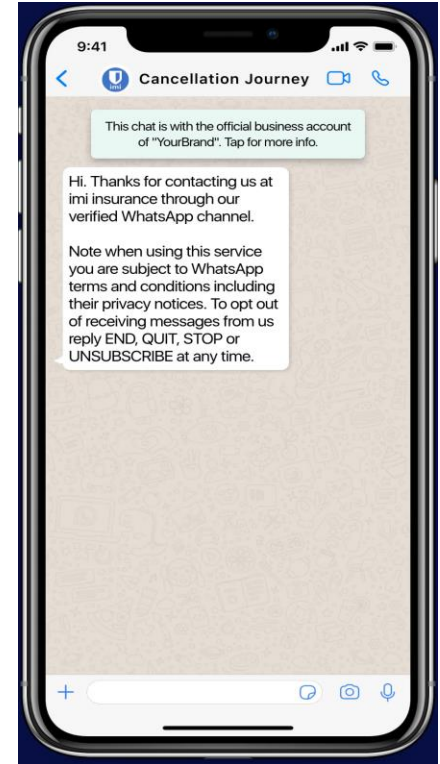 9:41
imi
Cancellation Journey
This chat is with the official business account
of "YourBrand". Tap for more info.
Hi. Thanks for contacting us at
imi insurance through our
verified WhatsApp channel.
Note when using this service
you are subject to WhatsApp
terms and conditions including
their privacy notices. To opt out
of receiving messages from us
reply END, QUIT, STOP or
UNSUBSCRIBE at any time.